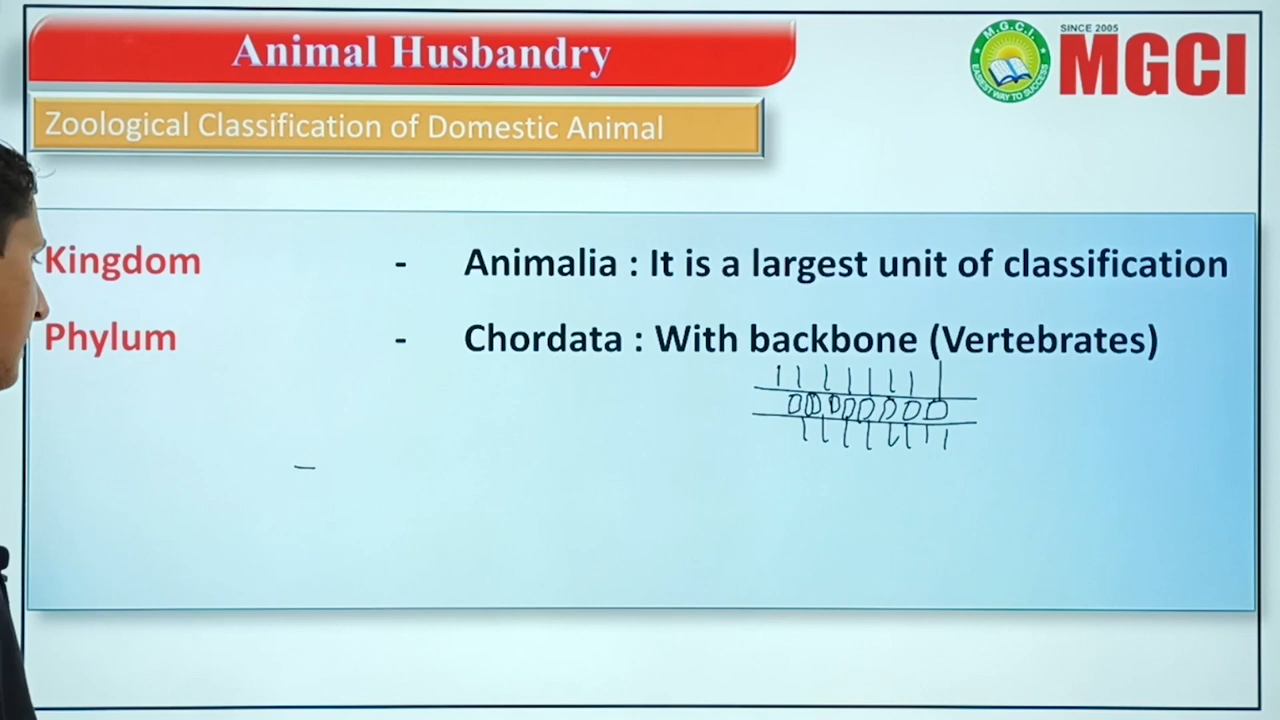 Animal Husbandry
M.G.C.I.
EASIEST WAY TO SUCCESS
SINCE 2005
MGCI
Zoological Classification of Domestic Animal
Kingdom - Animalia : It is a largest unit of classification
Phylum - Chordata : With backbone (Vertebrates)